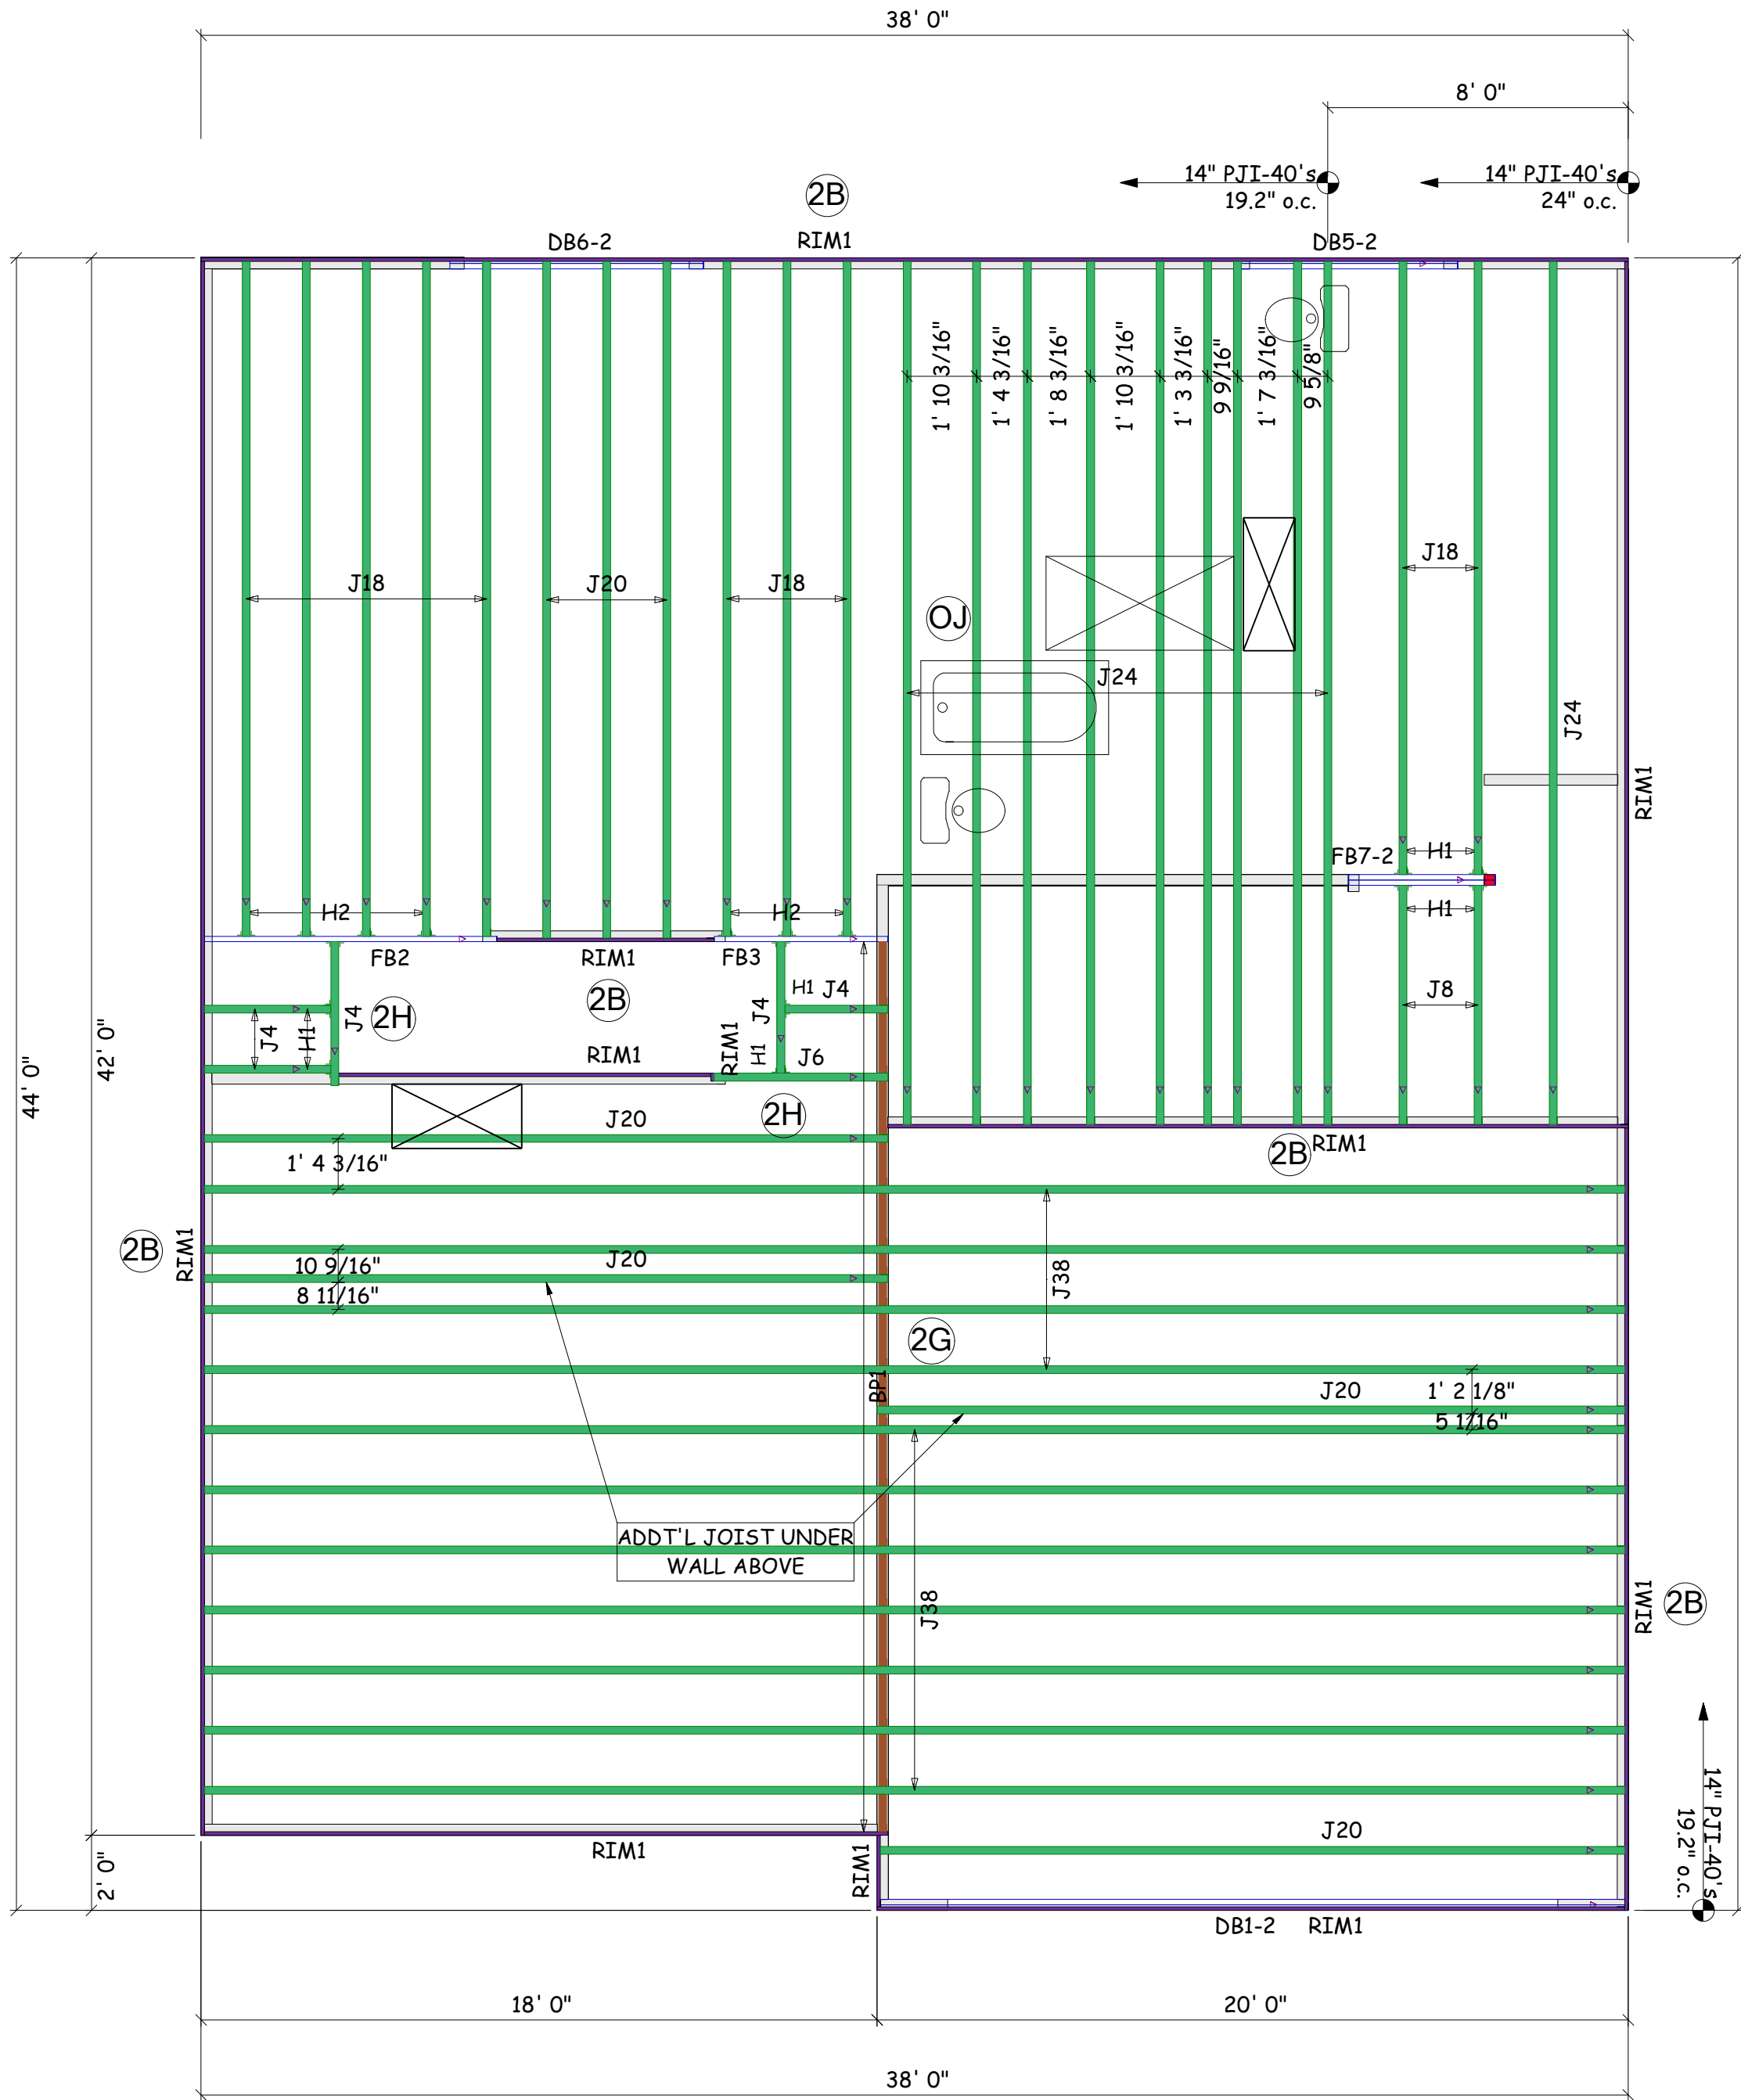 38' 0"
8' 0"
14" PJI-40's
19.2" o.c.
14" PJI-40's
24" o.c.
2B
DB6-2
RIM1
DB5-2
1' 10 3/16"
1' 4 3/16"
1' 8 3/16"
1' 10 3/16"
1' 3 3/16"
9 9/16"
1' 7 3/16"
9 5/8"
J18
J20
J18
J18
OJ
J24
J24
RIM1
FB7-2
H1
H2
H2
H1
FB2
RIM1
FB3
2B
H1
J4
J4
J8
J4
H1
J4
2H
RIM1
RIM1
H1
J6
44' 0"
42' 0"
J20
2H
1' 4 3/16"
2B
RIM1
2B
RIM1
10 9/16"
J20
8 11/16"
J38
2G
BP1
J20
1' 2 1/8"
5 1/16"
ADDT'L JOIST UNDER
WALL ABOVE
J38
RIM1
2B
14" PJI-40's
19.2" o.c.
J20
RIM1
RIM1
2' 0"
DB1-2
RIM1
18' 0"
20' 0"
38' 0"